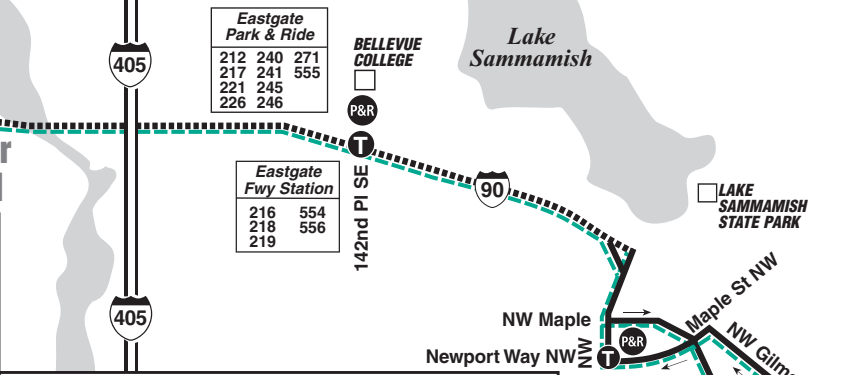 Eastgate
Park & Ride
212 240 271
217 241 555
221 245
226 246
BELLEVUE
COLLEGE
Lake
Sammamish
405
P&R
T
Eastgate
Fwy Station
216 554
218 556
219
142nd Pl SE
90
LAKE
SAMMAMISH
STATE PARK
405
NW Maple
Maple St NW
P&R
NW
Newport Way NW
T